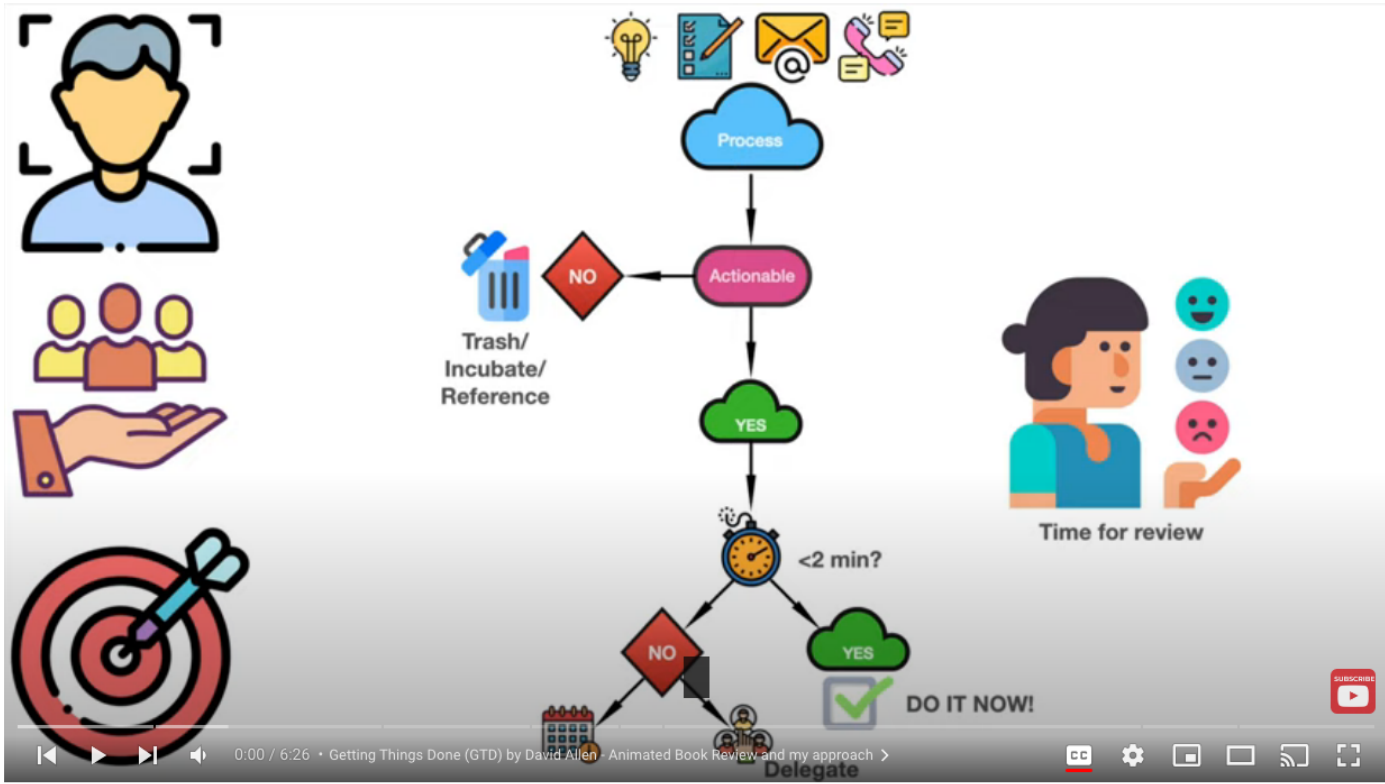 Process
Actionable
NO
Trash/
Incubate/
Reference
YES
<2 min?
Time for review
NO
YES
DO IT NOW!
SUBSCRIBE
0:00 / 6:26 • Getting Things Done (GTD) by David Allen - Animated Book Review and my approach
CC
Delegate